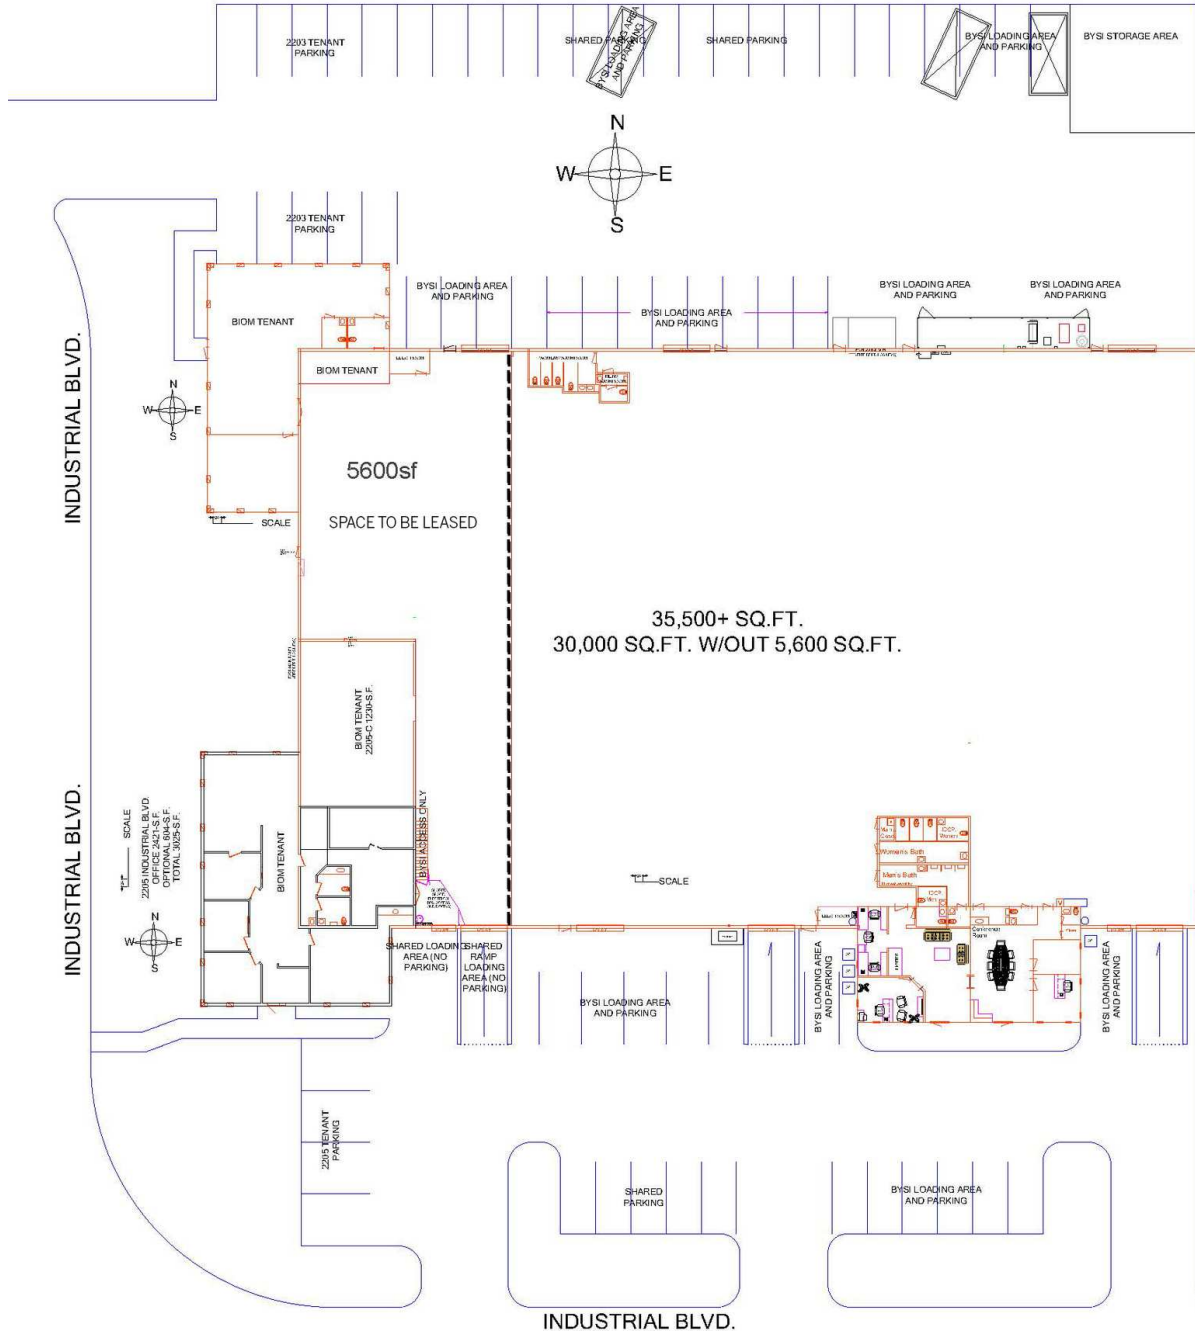 2203 TENANT
PARKING
SHARED PARKING
BYSI LOADING AREA
AND PARKING
SHARED PARKING
BYSI LOADING AREA
AND PARKING
BYSI STORAGE AREA
N
W
E
S
2203 TENANT
PARKING
BYSI LOADING AREA
AND PARKING
BYSI LOADING AREA
AND PARKING
BYSI LOADING AREA
AND PARKING
BYSI LOADING AREA
AND PARKING
BIOM TENANT
BIOM TENANT
INDUSTRIAL BLVD.
N
W
E
S
5600sf
SPACE TO BE LEASED
SCALE
35,500+ SQ.FT.
30,000 SQ.FT. W/OUT 5,600 SQ.FT.
BIOM TENANT
2205-C 1230-S.F.
INDUSTRIAL BLVD.
SCALE
2205 INDUSTRIAL BLVD.
OFFICE 2421-S.F.
OPTIONAL 604-S.F.
TOTAL 3025-S.F.
N
W
E
S
BIOM TENANT
BYSI ACCESS ONLY
SCALE
Women's Bath
Men's Bath
Conference
Room
SHARED LOADING
AREA (NO
PARKING)
SHARED
RAMP
LOADING
AREA (NO
PARKING)
BYSI LOADING AREA
AND PARKING
BYSI LOADING AREA
AND PARKING
BYSI LOADING AREA
AND PARKING
2205 TENANT
PARKING
SHARED
PARKING
BYSI LOADING AREA
AND PARKING
INDUSTRIAL BLVD.